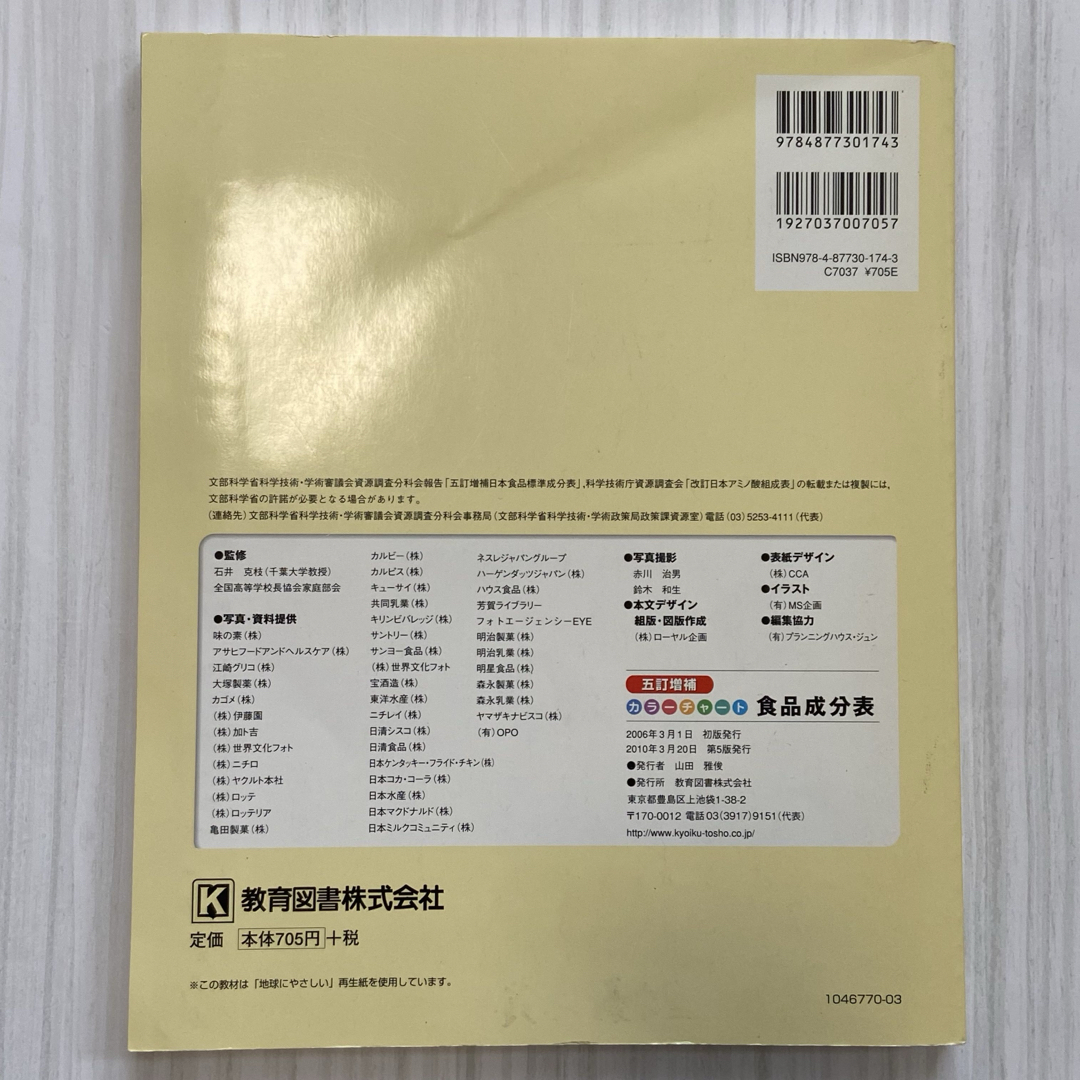 9784877301743
1927037007057
ISBN978-4-87730-174-3
C7037 ¥705E
文部科学省科学技術・学術審議会資源調査分科会報告「五訂増補日本食品標準成分表」,科学技術庁資源調査会「改訂日本アミノ酸組成表」の転載または複製には、
文部科学省の許諾が必要となる場合があります。
(連絡先)文部科学省科学技術・学術審議会資源調査分科会事務局(文部科学省科学技術・学術政策局政策課資源室)電話(03)5253-4111(代表)
●監修
石井 克枝(千葉大学教授)
全国高等学校長協会家庭部会
●写真・資料提供
味の素(株)
アサヒフードアンドヘルスケア(株)
江崎グリコ(株)
大塚製薬(株)
カゴメ(株)
(株)伊藤園
(株)加ト吉
(株)世界文化フォト
(株)ニチロ
(株)ヤクルト本社
(株)ロッテ
(株)ロッテリア
亀田製菓(株)
カルビー(株)
カルピス(株)
キューサイ(株)
共同乳業(株)
キリンビバレッジ(株)
サントリー(株)
サンヨー食品(株)
(株)世界文化フォト
宝酒造(株)
東洋水産(株)
ニチレイ(株)
日清シスコ(株)
日清食品(株)
日本ケンタッキー・フライド・チキン(株)
日本コカ・コーラ(株)
日本水産(株)
日本マクドナルド(株)
日本ミルクコミュニティ(株)
ネスレジャパングループ
ハーゲンダッツジャパン(株)
ハウス食品(株)
芳賀ライブラリー
フォトエージェンシーEYE
明治製菓(株)
明治乳業(株)
明星食品(株)
森永製菓(株)
森永乳業(株)
ヤマザキナビスコ(株)
(有)OPO
●写真撮影
赤川 治男
鈴木 和生
●本文デザイン
組版・図版作成
(株)ローヤル企画
●表紙デザイン
(株)CCA
●イラスト
(有)MS企画
●編集協力
(有)プランニングハウス・ジュン
五訂増補
カラーチャート 食品成分表
2006年3月1日 初版発行
2010年3月20日 第5版発行
●発行者 山田 雅俊
●発行所 教育図書株式会社
東京都豊島区上池袋1-38-2
〒170-0012 電話03(3917)9151(代表)
http://www.kyoiku-tosho.co.jp/
K 教育図書株式会社
定価 本体705円+税
※この教材は「地球にやさしい」再生紙を使用しています。
1046770-03